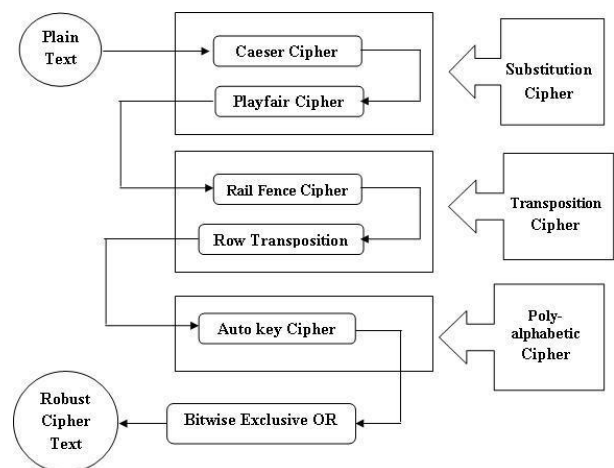 Plain
Text
Caeser Cipher
Playfair Cipher
Substitution
Cipher
Rail Fence Cipher
Row Transposition
Transposition
Cipher
Auto key Cipher
Poly-
alphabetic
Cipher
Robust
Cipher
Text
Bitwise Exclusive OR